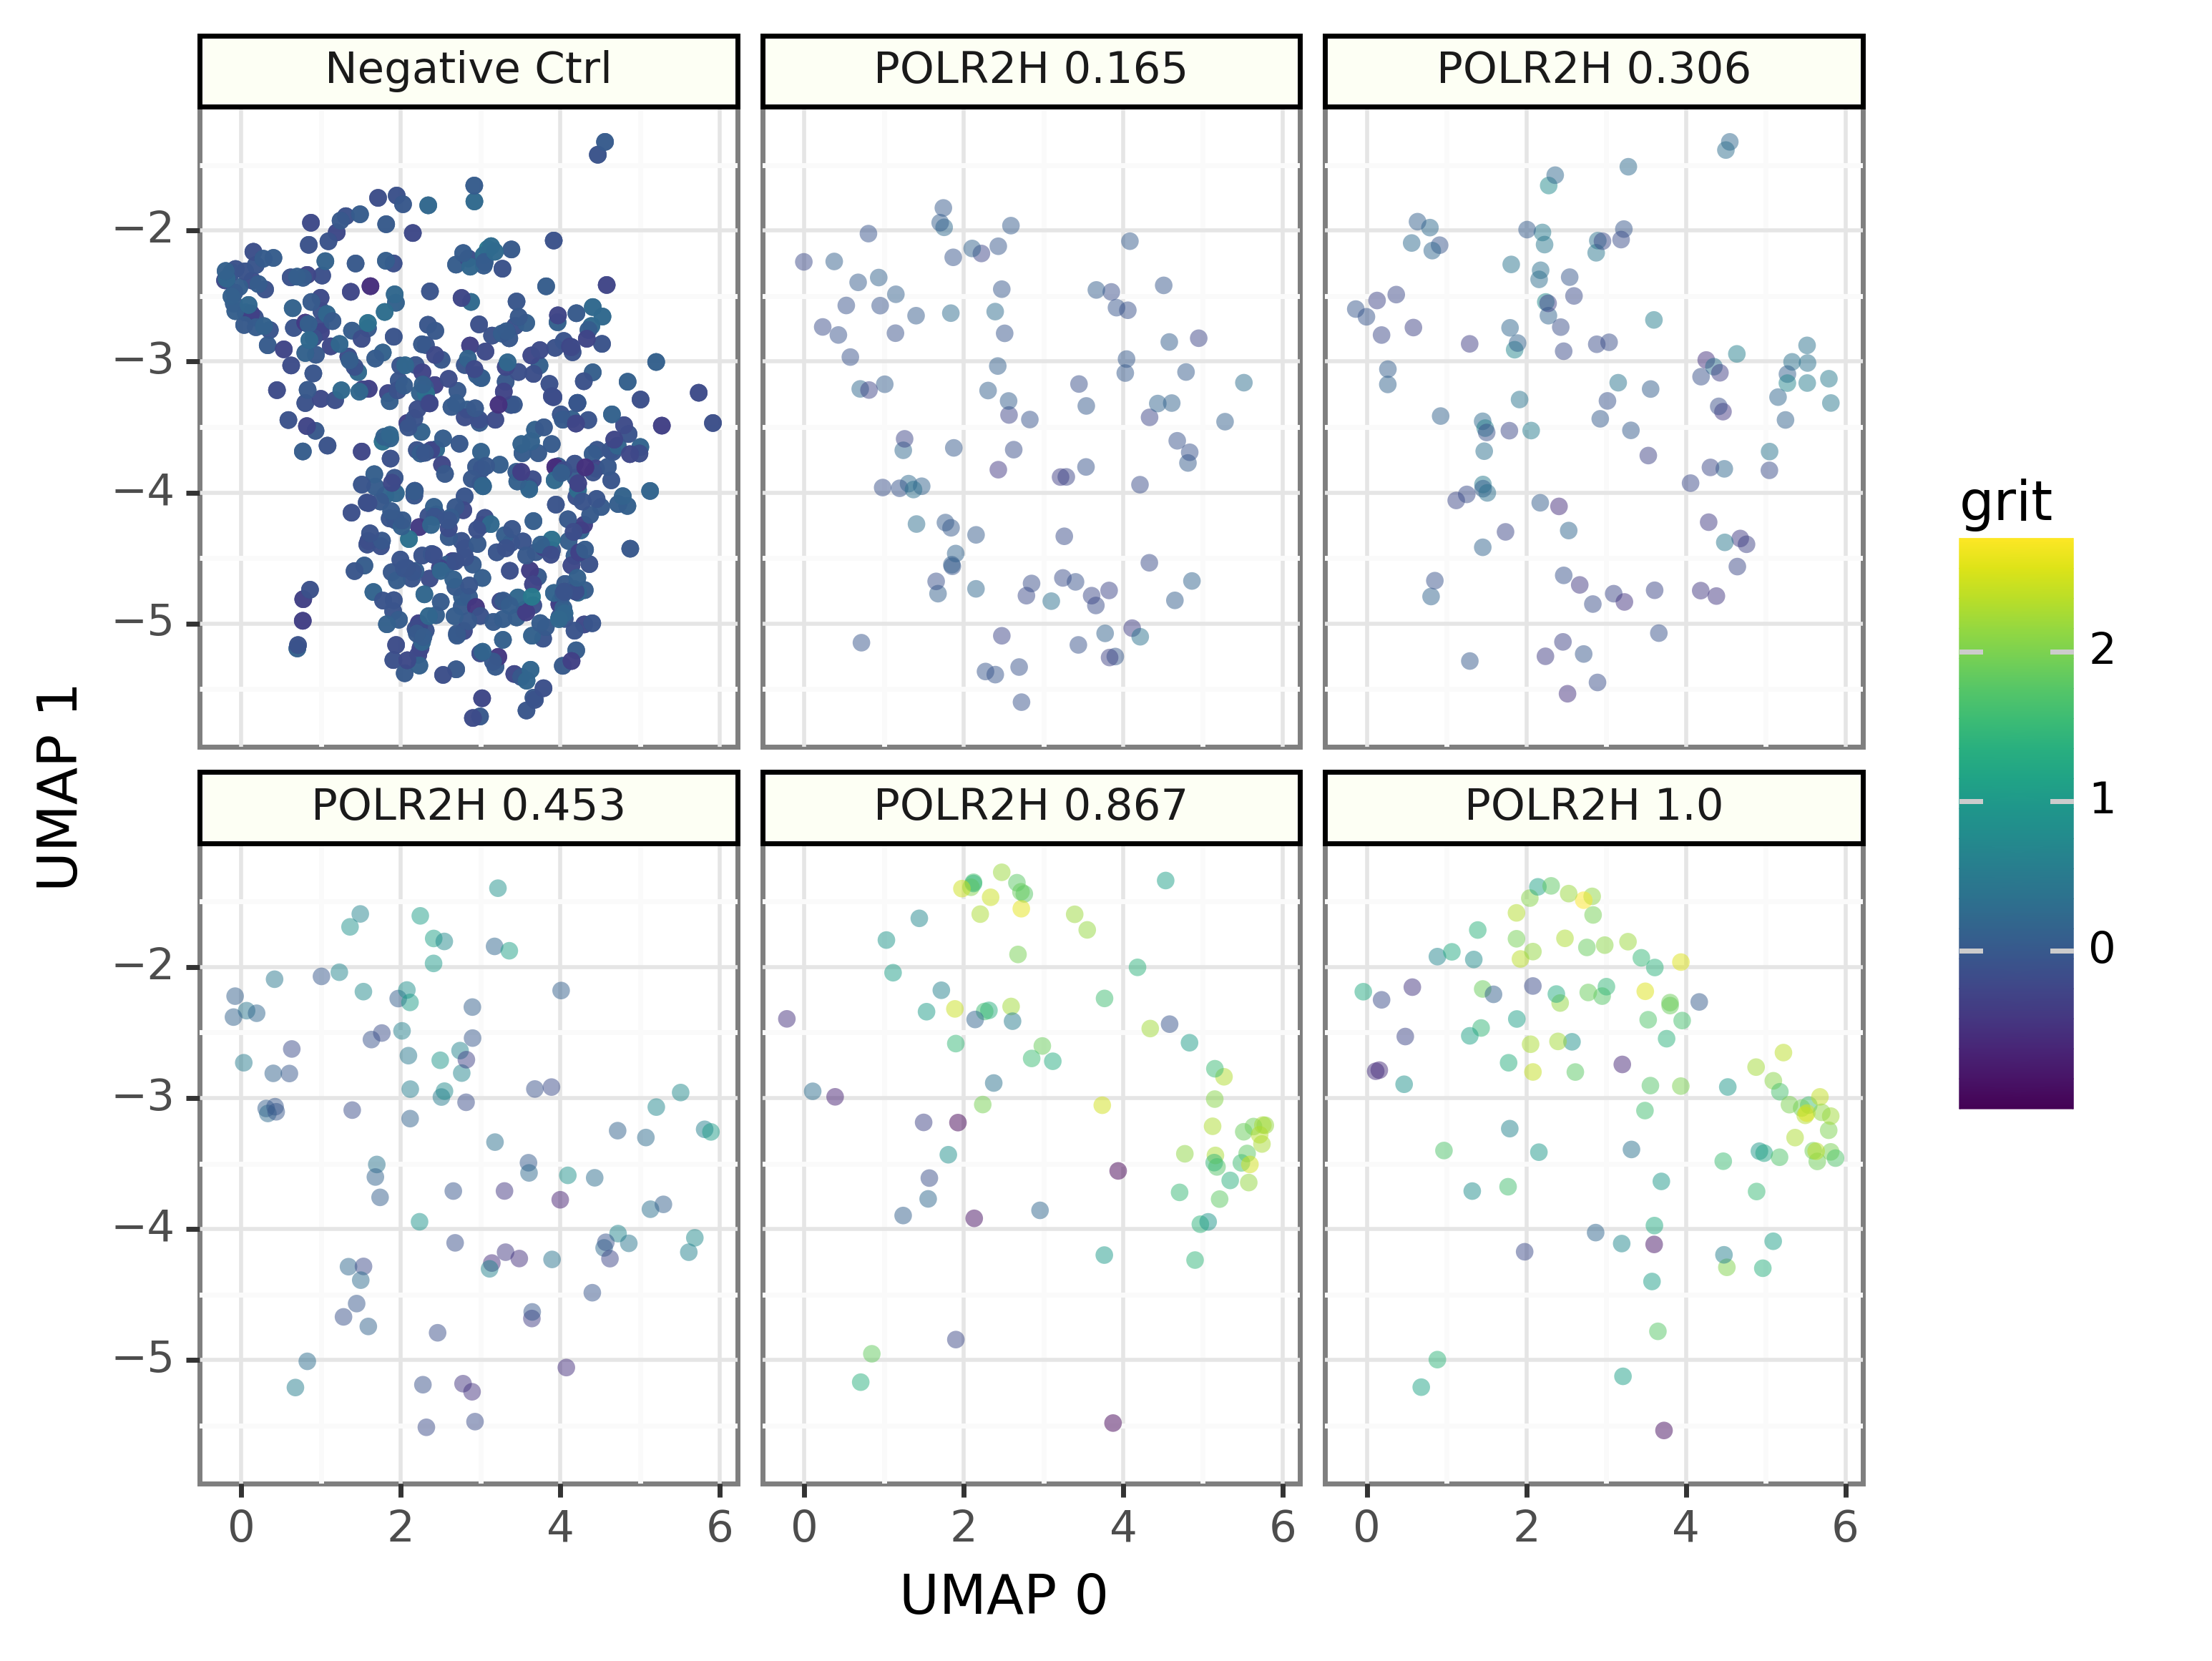 Negative Ctrl
POLR2H 0.165
POLR2H 0.306
−2
−3
−4
−5
POLR2H 0.453
POLR2H 0.867
POLR2H 1.0
−2
−3
−4
−5
0 2 4 6
0 2 4 6
0 2 4 6
UMAP 0
UMAP 1
grit
2
1
0